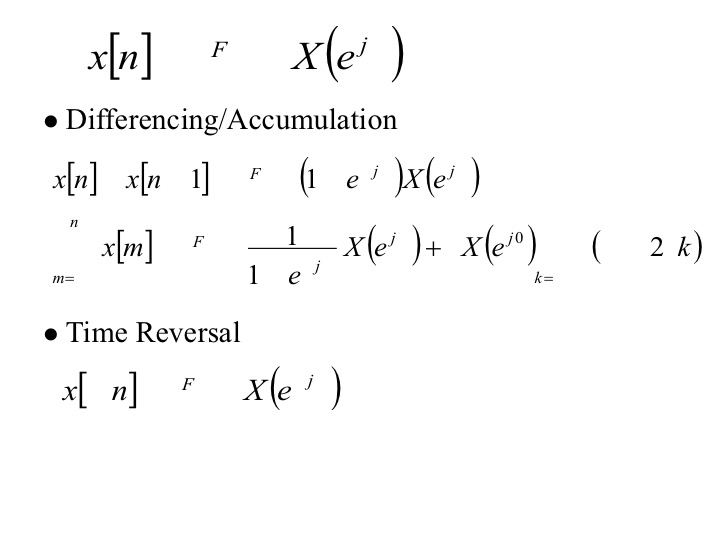 x[n] F X(e^j )
● Differencing/Accumulation
x[n] x[n 1] F (1 e^j )X(e^j )
n
x[m] F 1 / 1 e^j X(e^j )+ X(e^j0) ( 2 k)
m= k=
● Time Reversal
x[ n] F X(e^j )